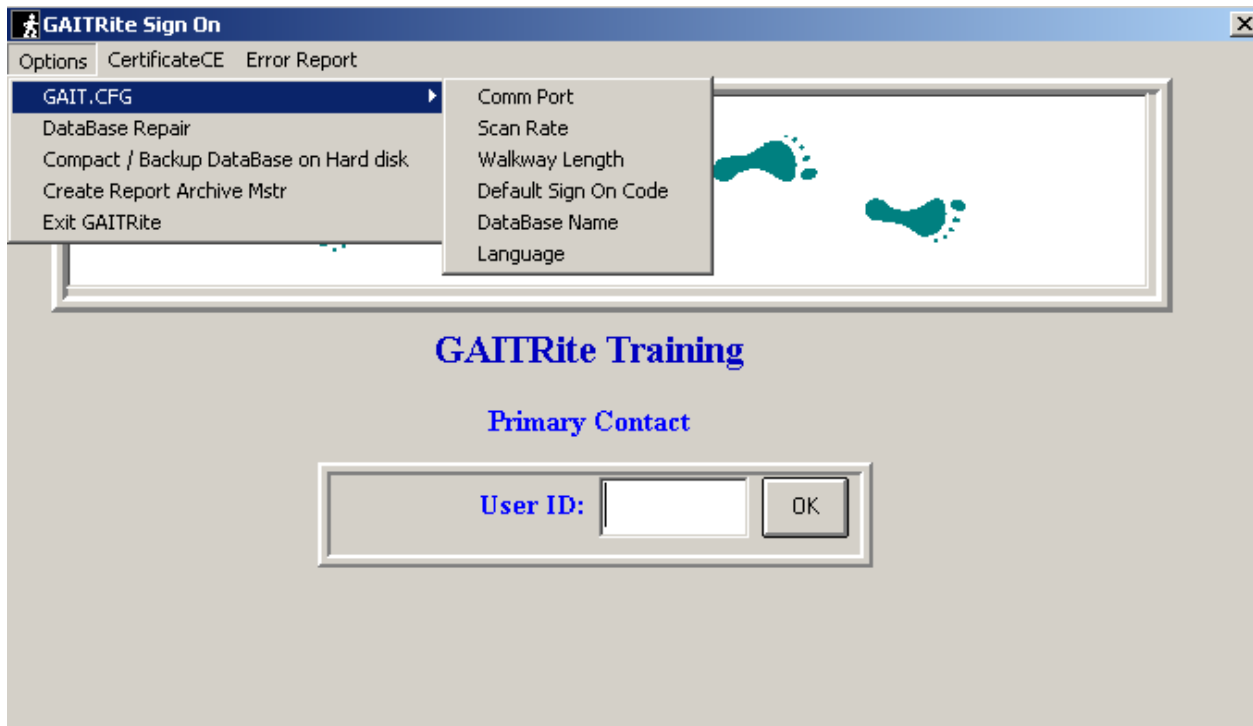 GAITRite Sign On
Options CertificateCE Error Report
GAIT.CFG
DataBase Repair
Compact / Backup DataBase on Hard disk
Create Report Archive Mstr
Exit GAITRite
Comm Port
Scan Rate
Walkway Length
Default Sign On Code
DataBase Name
Language
GAITRite Training
Primary Contact
User ID: OK